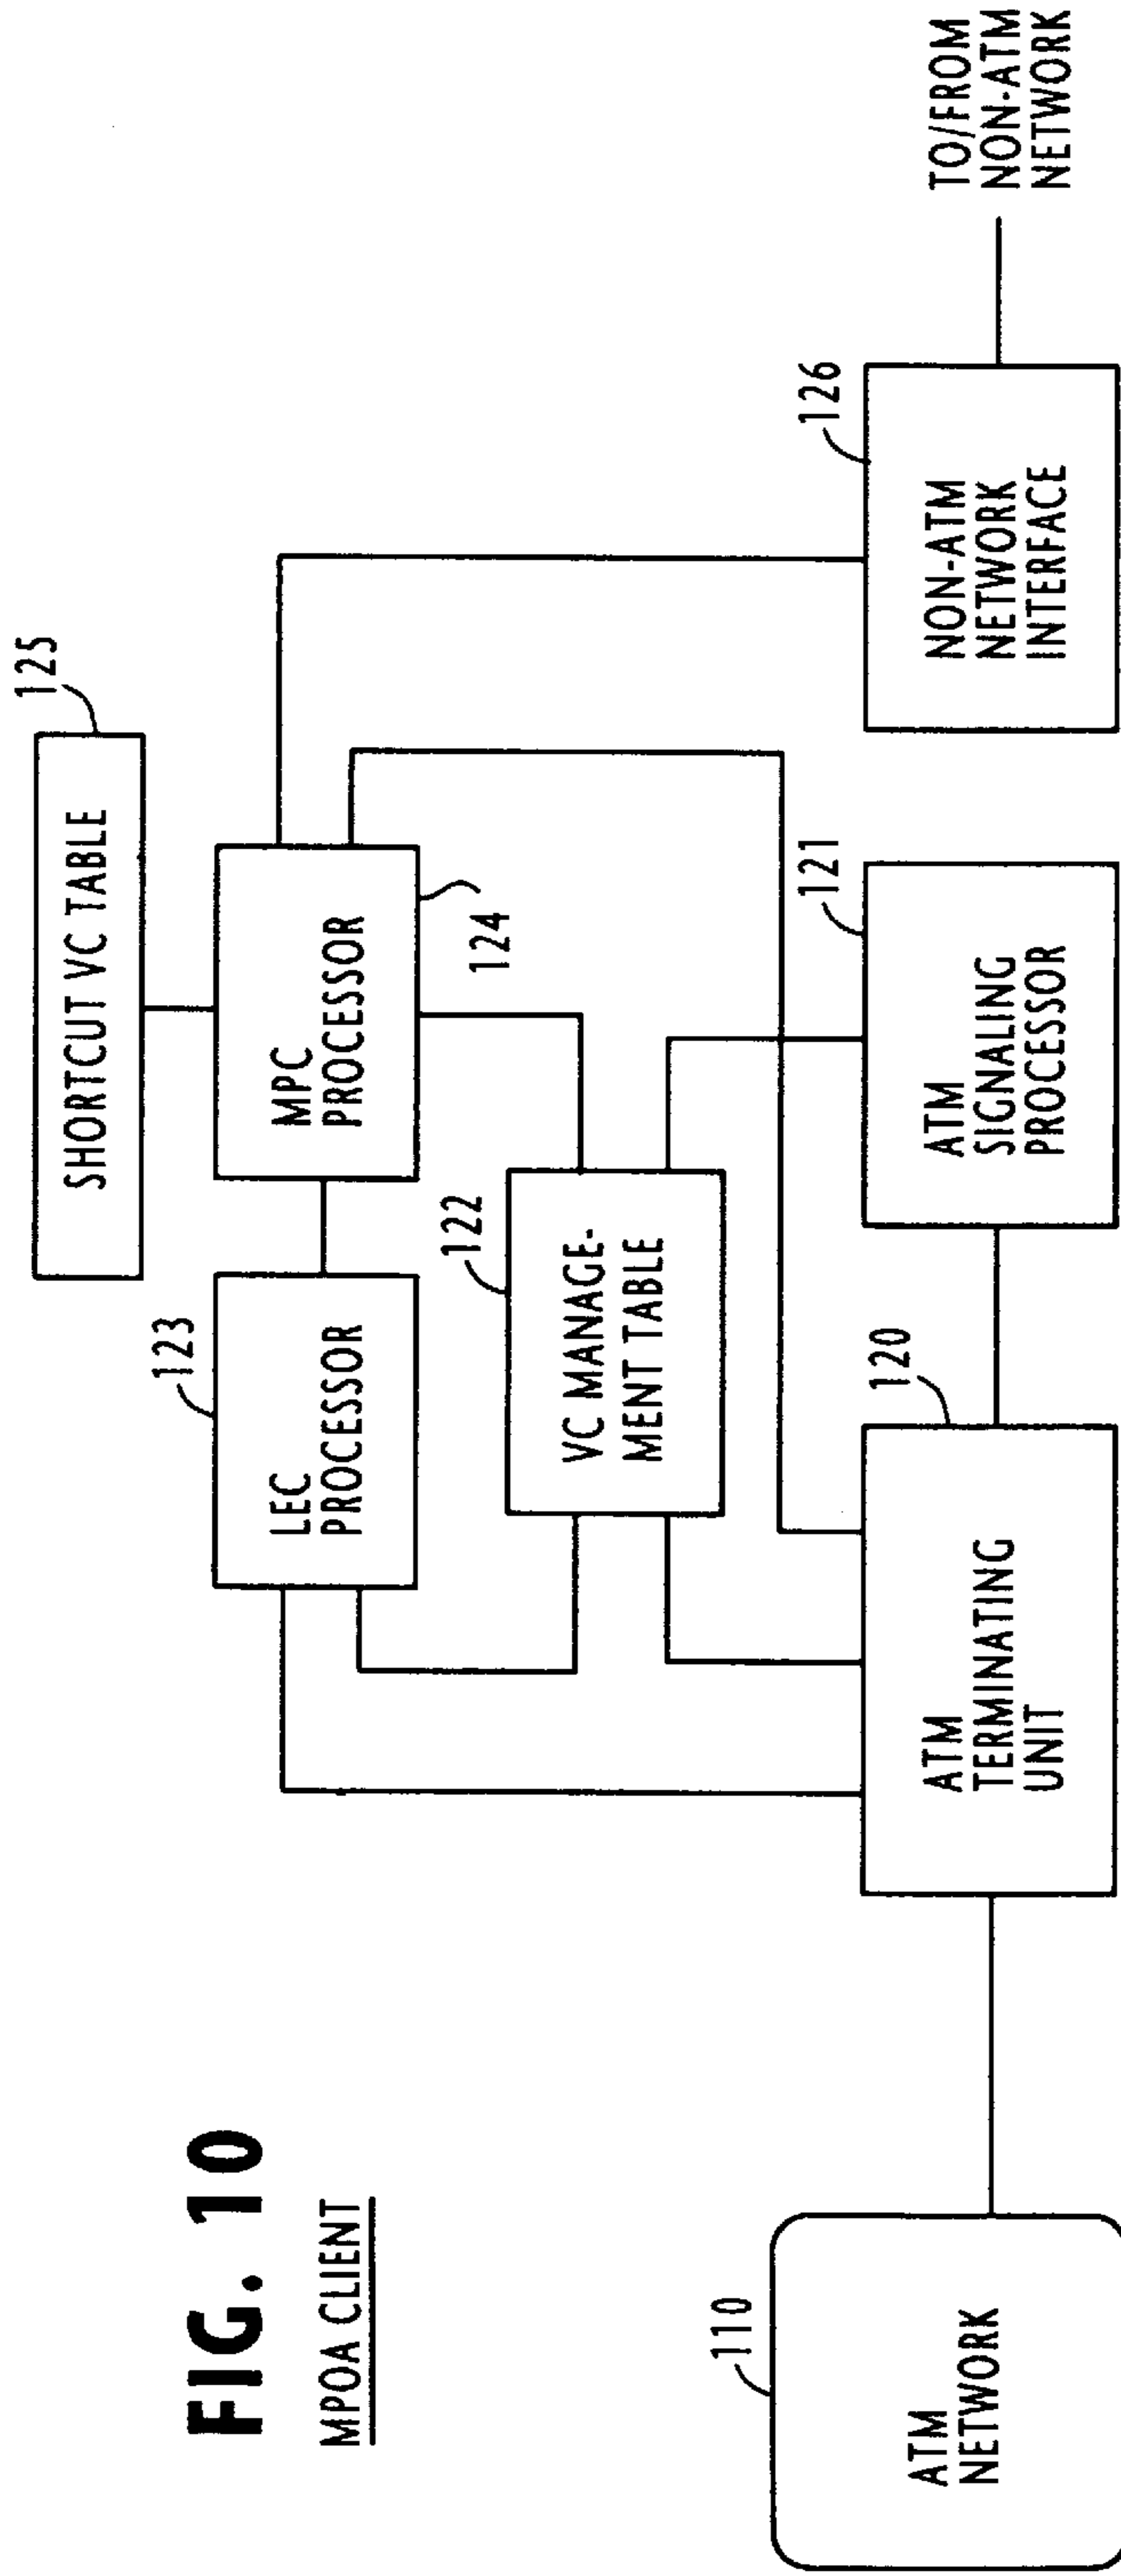 FIG. 10
MPOA CLIENT
SHORTCUT VC TABLE
125
123
LEC
PROCESSOR
MPC
PROCESSOR
124
122
VC MANAGE-
MENT TABLE
110
ATM
NETWORK
120
ATM
TERMINATING
UNIT
121
ATM
SIGNALING
PROCESSOR
126
NON-ATM
NETWORK
INTERFACE
TO/FROM
NON-ATM
NETWORK